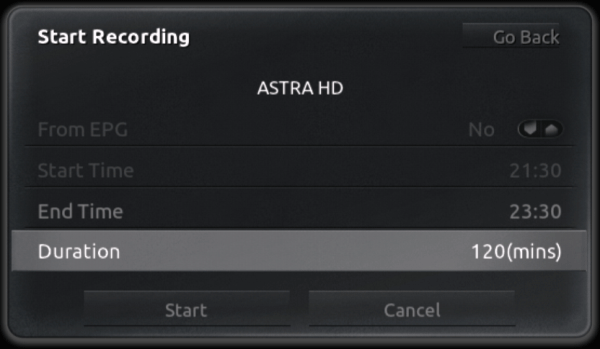 Start Recording Go Back
ASTRA HD
From EPG No
Start Time 21:30
End Time 23:30
Duration 120(mins)
Start Cancel